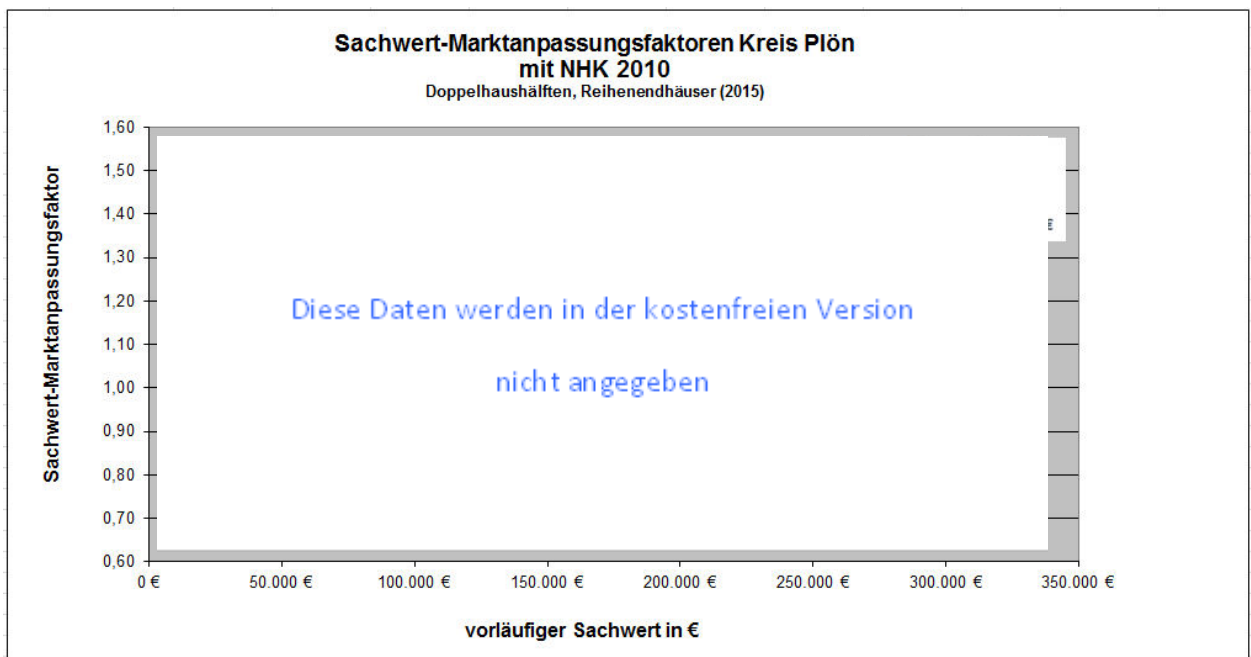 Sachwert-Marktanpassungsfaktoren Kreis Plön
mit NHK 2010
Doppelhaushälften, Reihenendhäuser (2015)
Sachwert-Marktanpassungsfaktor
1,60
1,50
1,40
1,30
1,20
1,10
1,00
0,90
0,80
0,70
0,60
Diese Daten werden in der kostenfreien Version
nicht angegeben
0 € 50.000 € 100.000 € 150.000 € 200.000 € 250.000 € 300.000 € 350.000 €
vorläufiger Sachwert in €